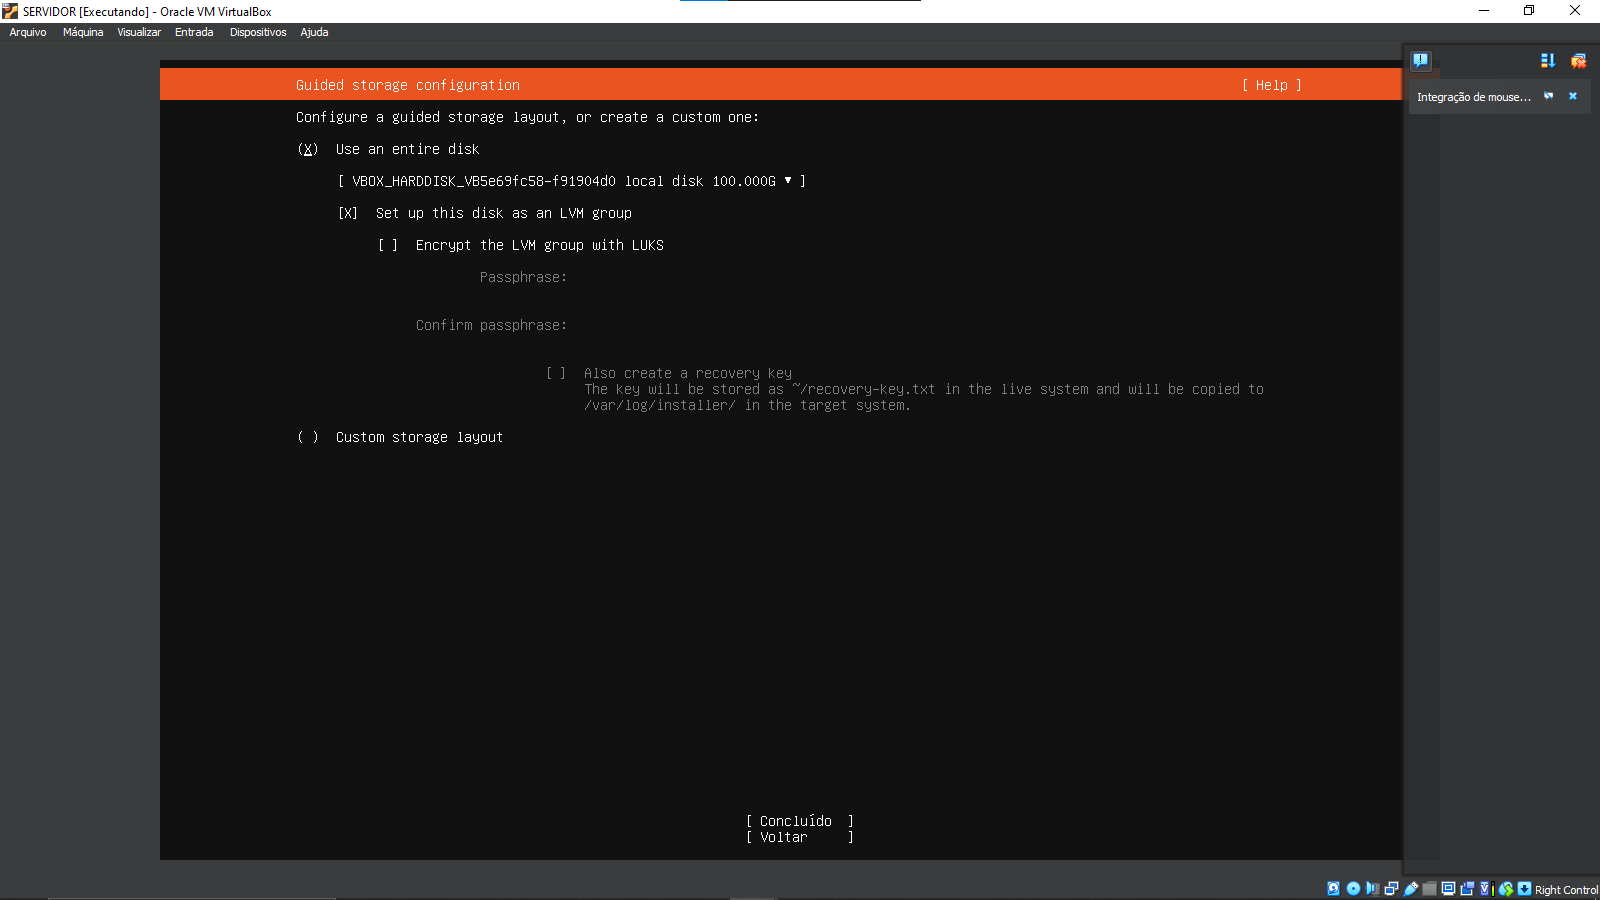 SERVIDOR [Executando] - Oracle VM VirtualBox
Arquivo Máquina Visualizar Entrada Dispositivos Ajuda
Guided storage configuration [ Help ]
Integração de mouse...
Configure a guided storage layout, or create a custom one:
(X) Use an entire disk
[ VBOX_HARDDISK_VB5e69fc58-f91904d0 local disk 100.000G ▾ ]
[X] Set up this disk as an LVM group
[ ] Encrypt the LVM group with LUKS
Passphrase:
Confirm passphrase:
[ ] Also create a recovery key
The key will be stored as ~/recovery-key.txt in the live system and will be copied to
/var/log/installer/ in the target system.
( ) Custom storage layout
[ Concluído ]
[ Voltar ]
Right Control